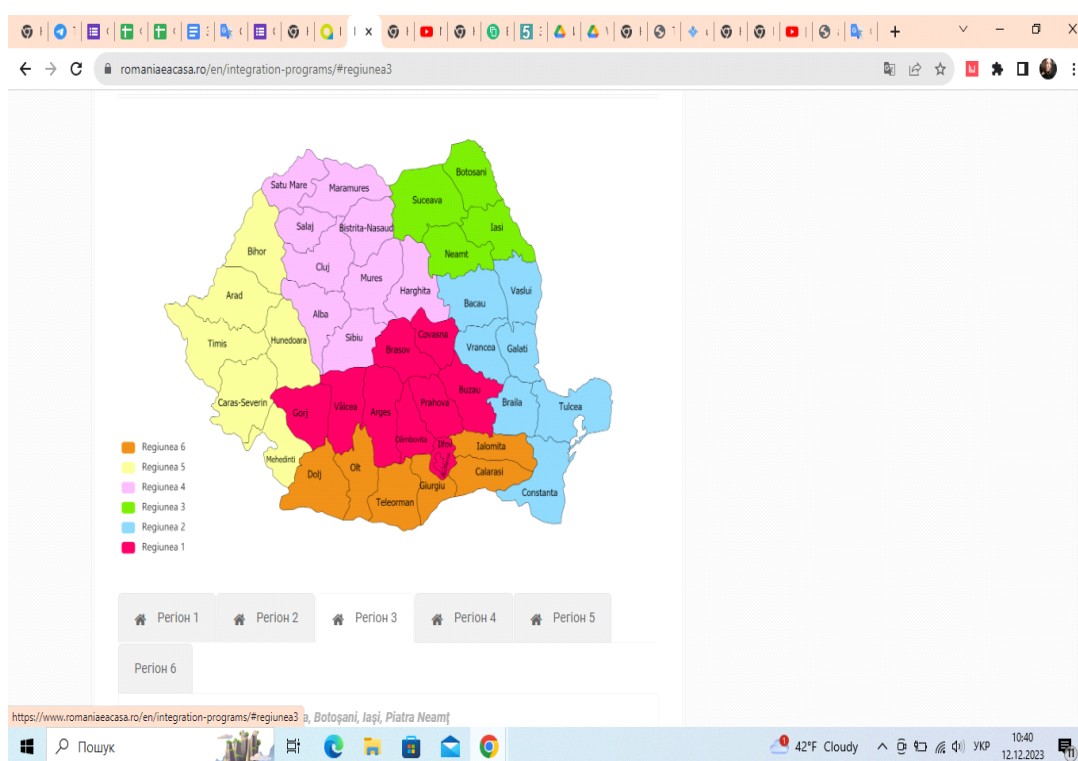 romaniaeacasa.ro/en/integration-programs/#regiunea3
Botosani
Satu Mare
Maramures
Suceava
Salaj
Bistrita-Nasaud
Iasi
Bihor
Neamt
Cluj
Mures
Harghita
Vaslui
Arad
Bacau
Alba
Covasna
Timis
Hunedoara
Sibiu
Brasov
Vrancea
Galati
Buzau
Caras-Severin
Gorj
Vâlcea
Arges
Prahova
Braila
Tulcea
Dâmbovita
Ilfov
Ialomita
Mehedinti
Dolj
Olt
Calarasi
Giurgiu
Constanta
Teleorman
Regiunea 6
Regiunea 5
Regiunea 4
Regiunea 3
Regiunea 2
Regiunea 1
Регіон 1 Регіон 2 Регіон 3 Регіон 4 Регіон 5
Регіон 6
https://www.romaniaeacasa.ro/en/integration-programs/#regiunea3 a, Botoșani, Iași, Piatra Neamț
Пошук
42°F Cloudy
УКР
10:40
12.12.2023
11